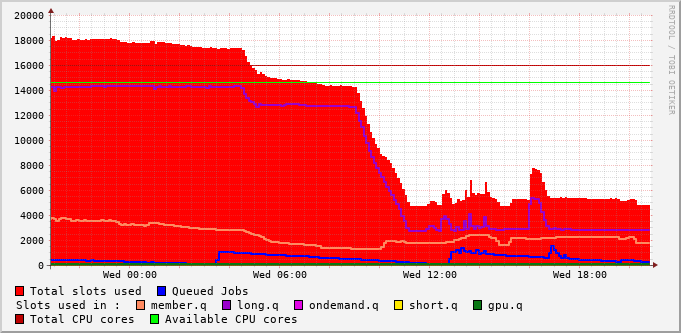 20000
18000
16000
14000
12000
10000
8000
6000
4000
2000
0
Wed 00:00 Wed 06:00 Wed 12:00 Wed 18:00
Total slots used Queued Jobs
Slots used in : member.q long.q ondemand.q short.q gpu.q
Total CPU cores Available CPU cores
RRDTOOL / TOBI OETIKER